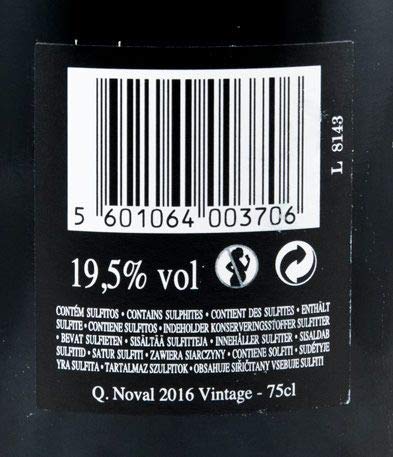 L 8143
5 601064 003706
19,5% vol
CONTÉM SULFITOS • CONTAINS SULPHITES • CONTIENT DES SULFITES • ENTHÄLT
SULFITE • CONTIENE SULFITOS • INDEHOLDER KONSERVERINGSSTOFFER SULFITTER
• BEVAT SULFIETEN • SISÄLTÄÄ SULFITTEJA • INNEHÅLLER SULFITER • SISALDAB
SULFITID • SATUR SULFITI • ZAWIERA SIARCZYNY • CONTIENE SOLFITI • SUDĖTYJE
YRA SULFITA • TARTALMAZ SZULFITOK • OBSAHUJE SIŘIČTANY VSEBUJE SULFITI
Q. Noval 2016 Vintage - 75cl